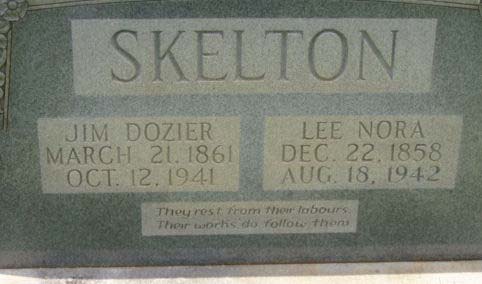 SKELTON
JIM DOZIER
MARCH 21, 1861
OCT. 12, 1941
LEE NORA
DEC. 22, 1858
AUG. 18, 1942
They rest from their labours
Their works do follow them